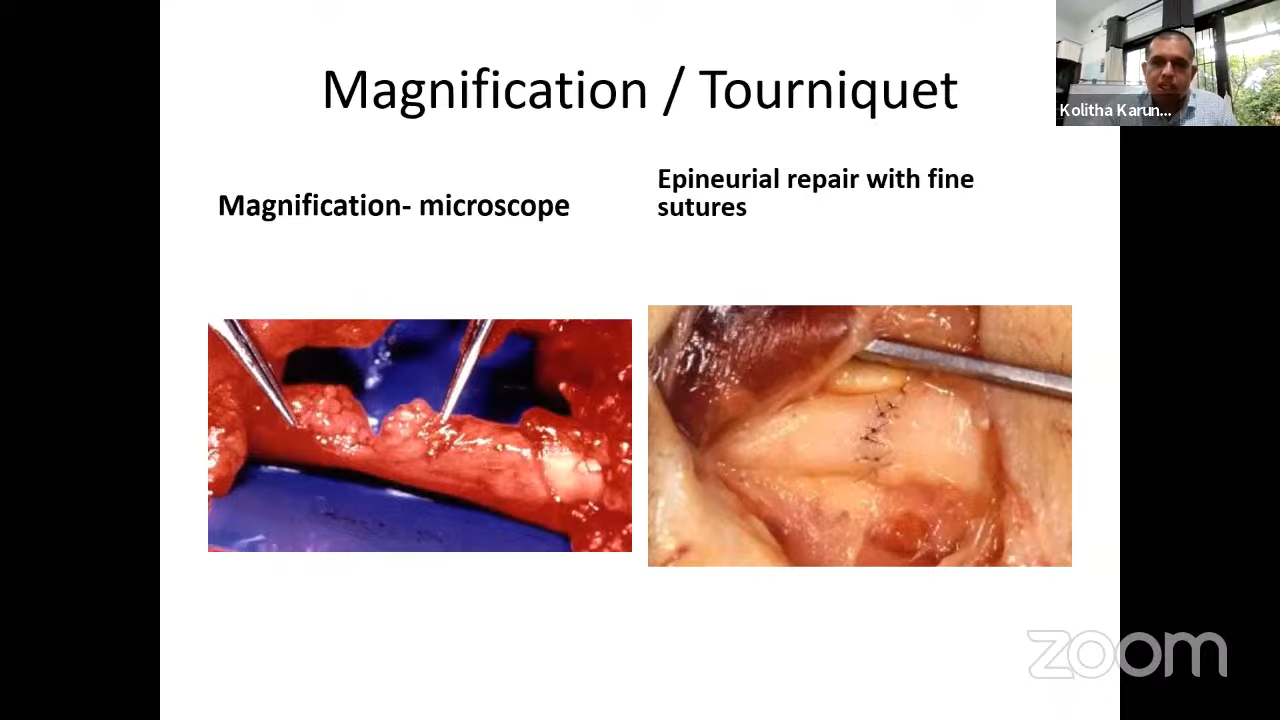 Magnification / Tourniquet
Kolitha Karun...
Magnification- microscope
Epineurial repair with fine
sutures
zoom